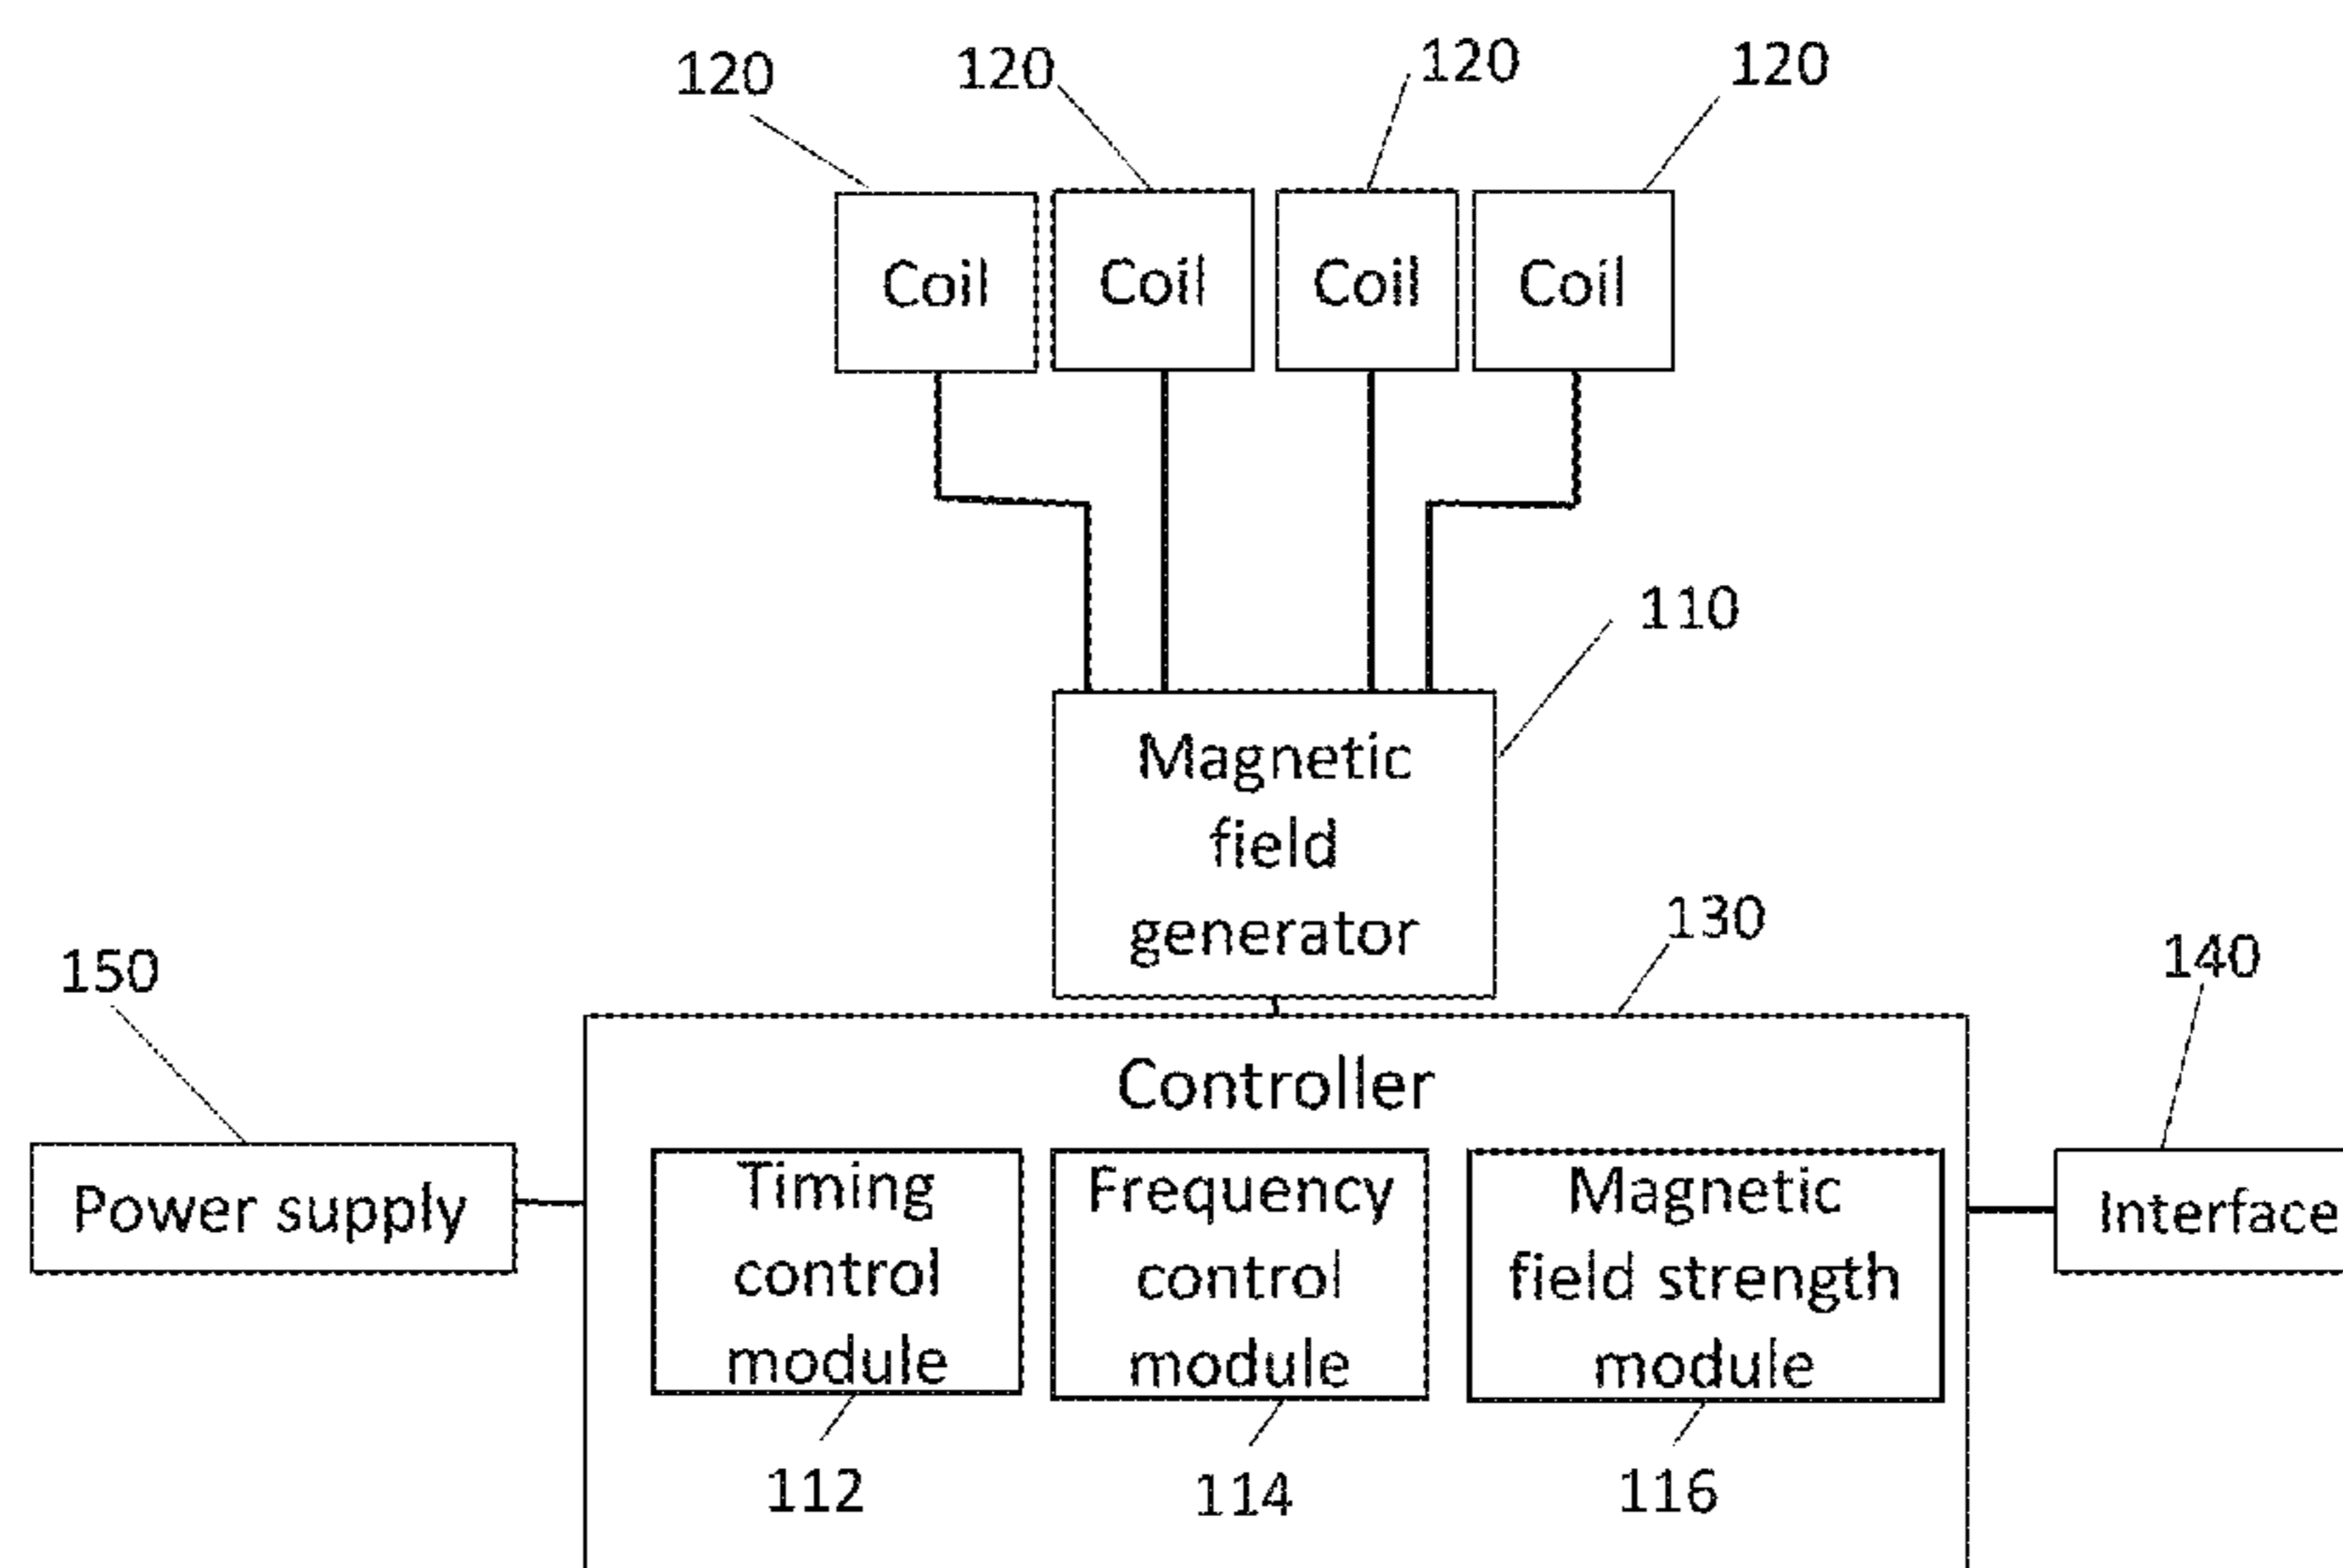 120 120 120 120
Coil Coil Coil Coil
110
Magnetic
field
generator
130
150
140
Controller
Power supply
Timing
control
module
Frequency
control
module
Magnetic
field strength
module
Interface
112 114 116